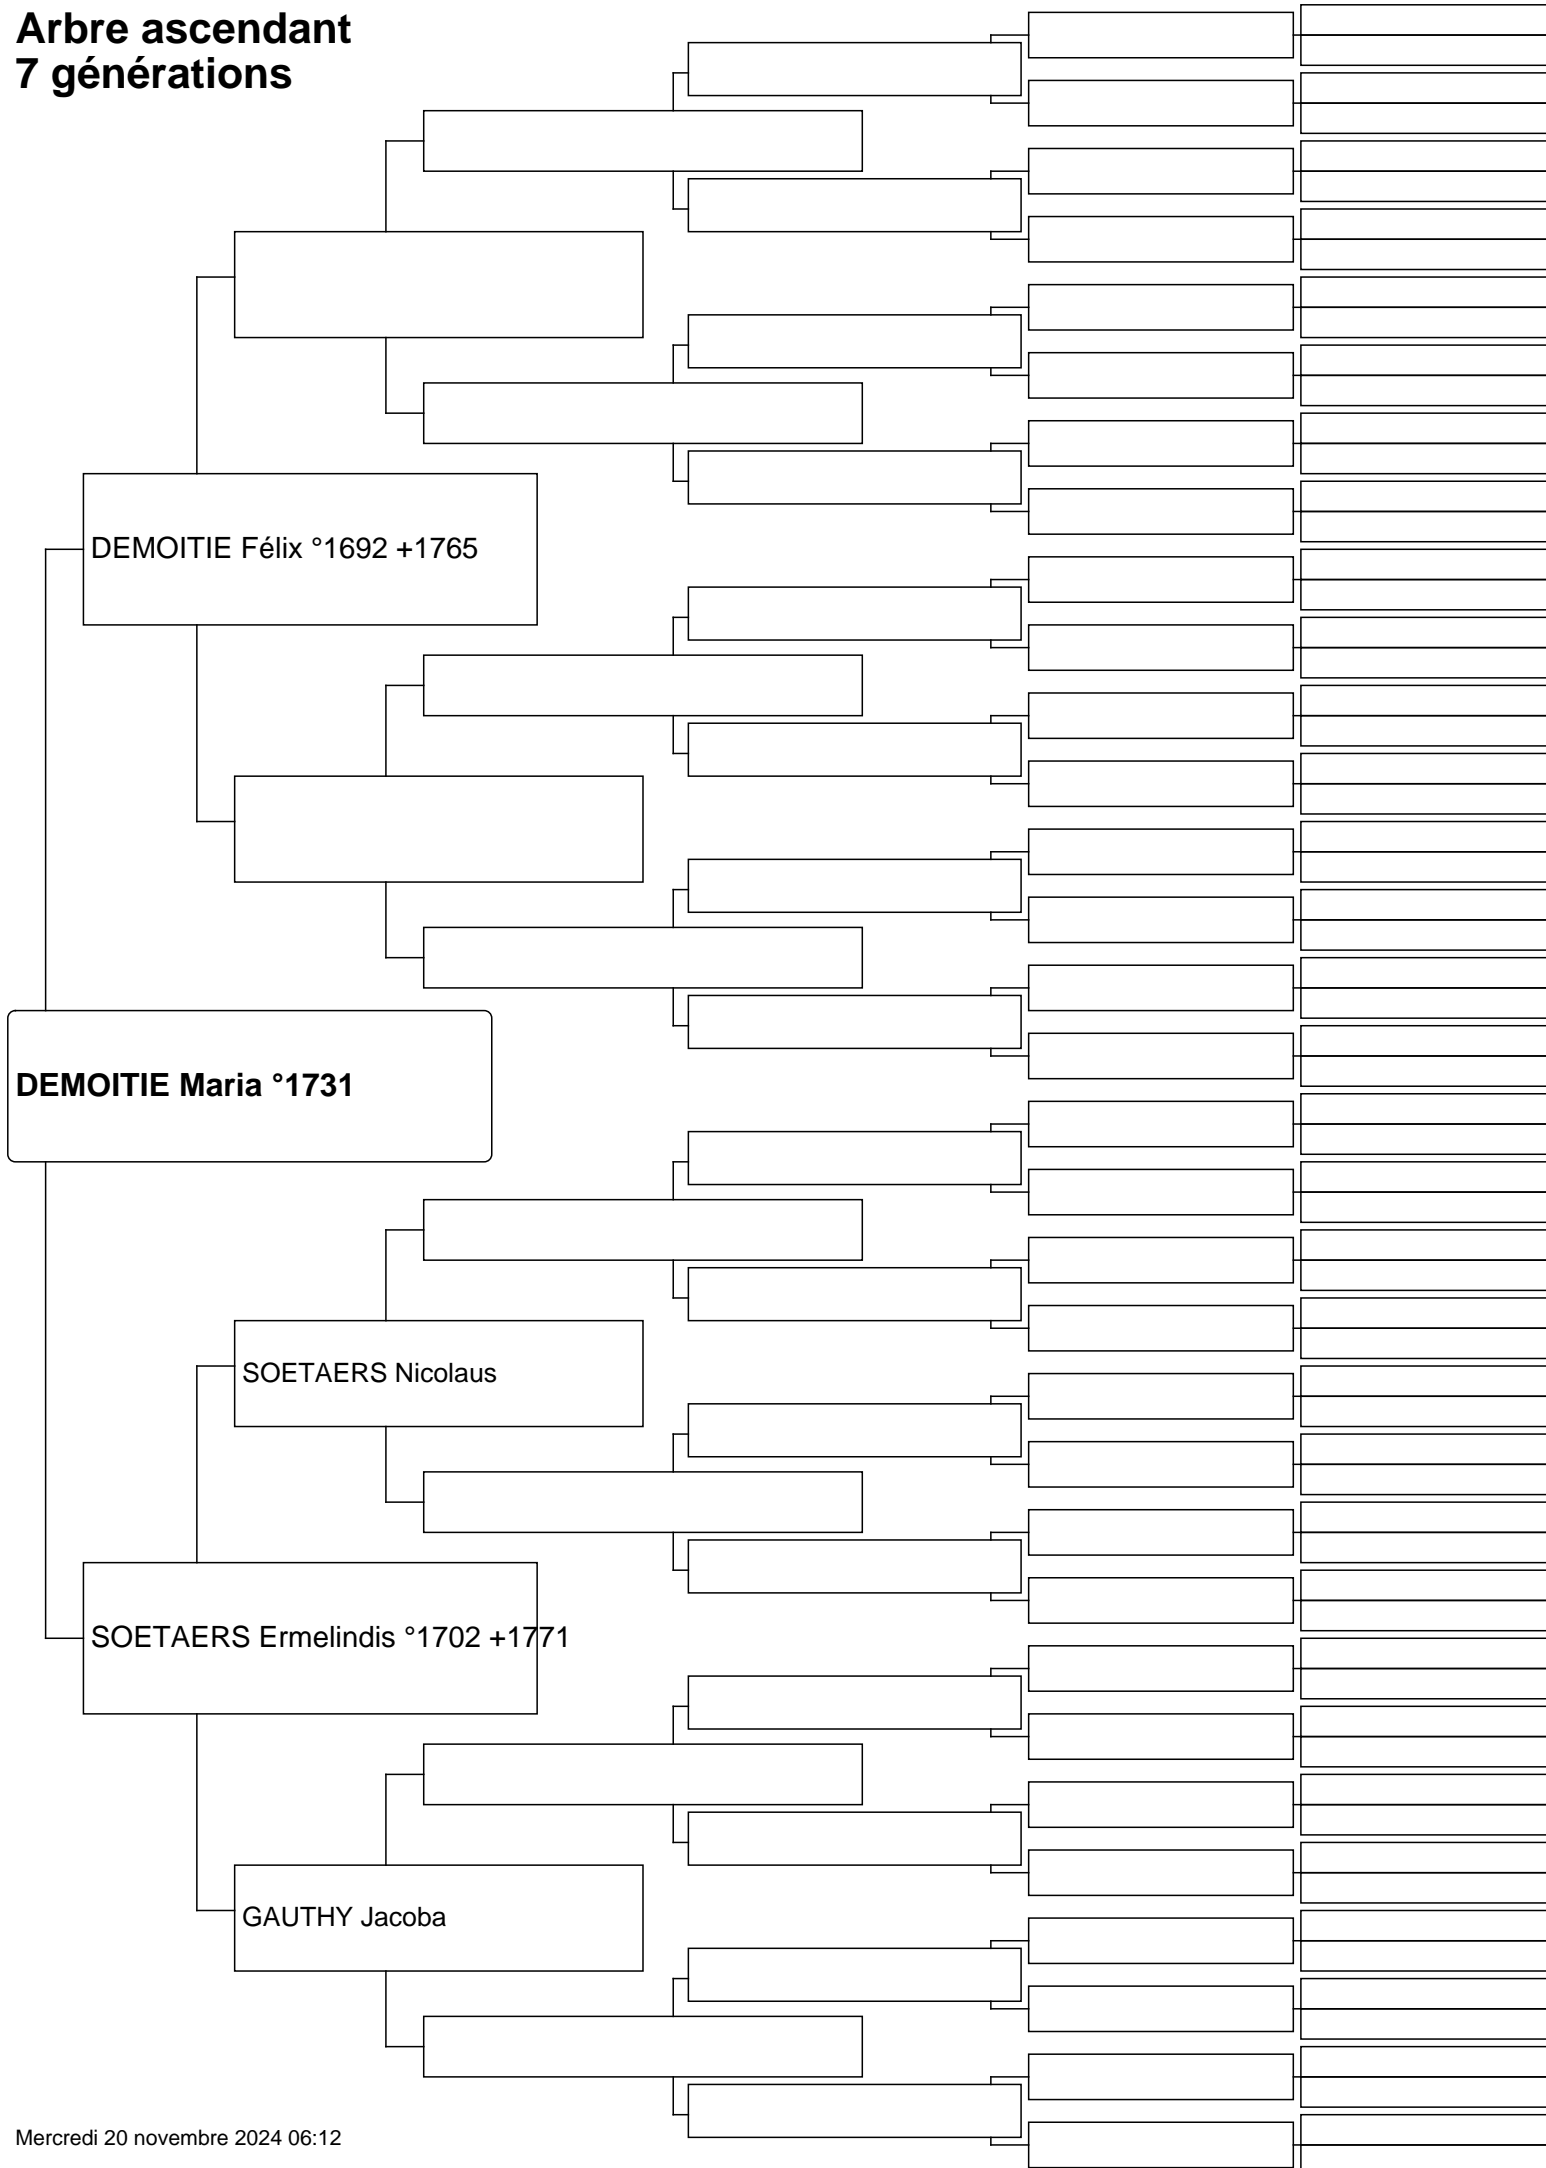 Arbre ascendant
7 générations
DEMOITIE Félix °1692 +1765
DEMOITIE Maria °1731
SOETAERS Nicolaus
SOETAERS Ermelindis °1702 +1771
GAUTHY Jacoba
Mercredi 20 novembre 2024 06:12